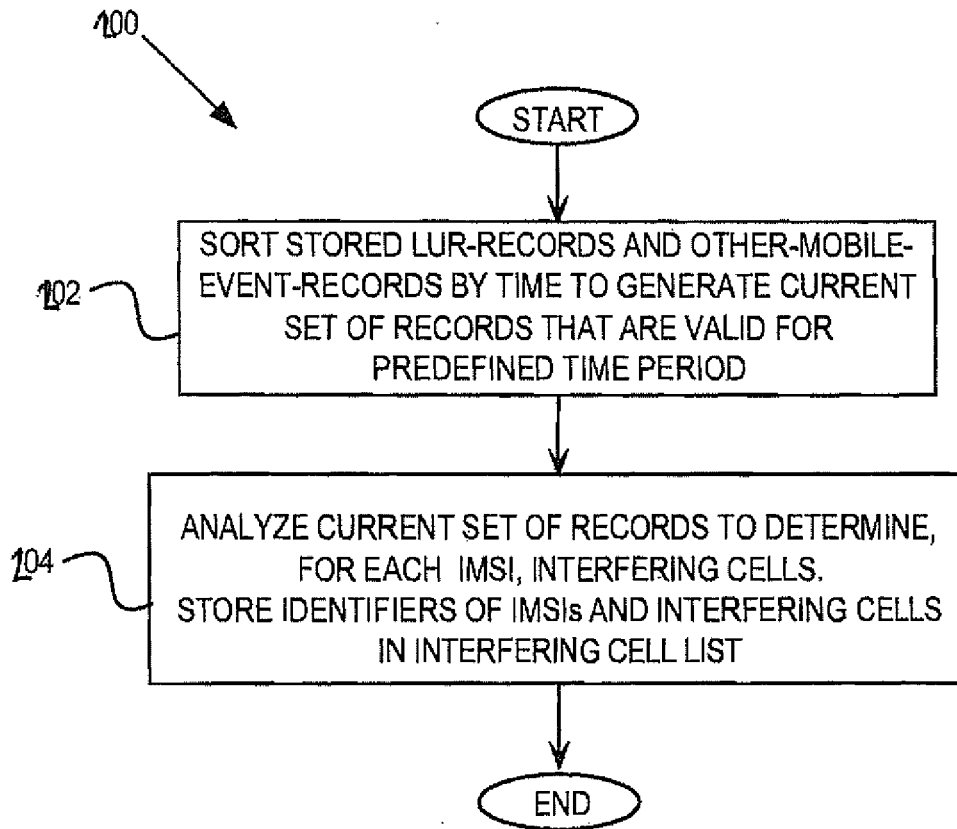 100
START
SORT STORED LUR-RECORDS AND OTHER-MOBILE-
EVENT-RECORDS BY TIME TO GENERATE CURRENT
SET OF RECORDS THAT ARE VALID FOR
PREDEFINED TIME PERIOD
102
ANALYZE CURRENT SET OF RECORDS TO DETERMINE,
FOR EACH IMSI, INTERFERING CELLS.
STORE IDENTIFIERS OF IMSIs AND INTERFERING CELLS
IN INTERFERING CELL LIST
104
END